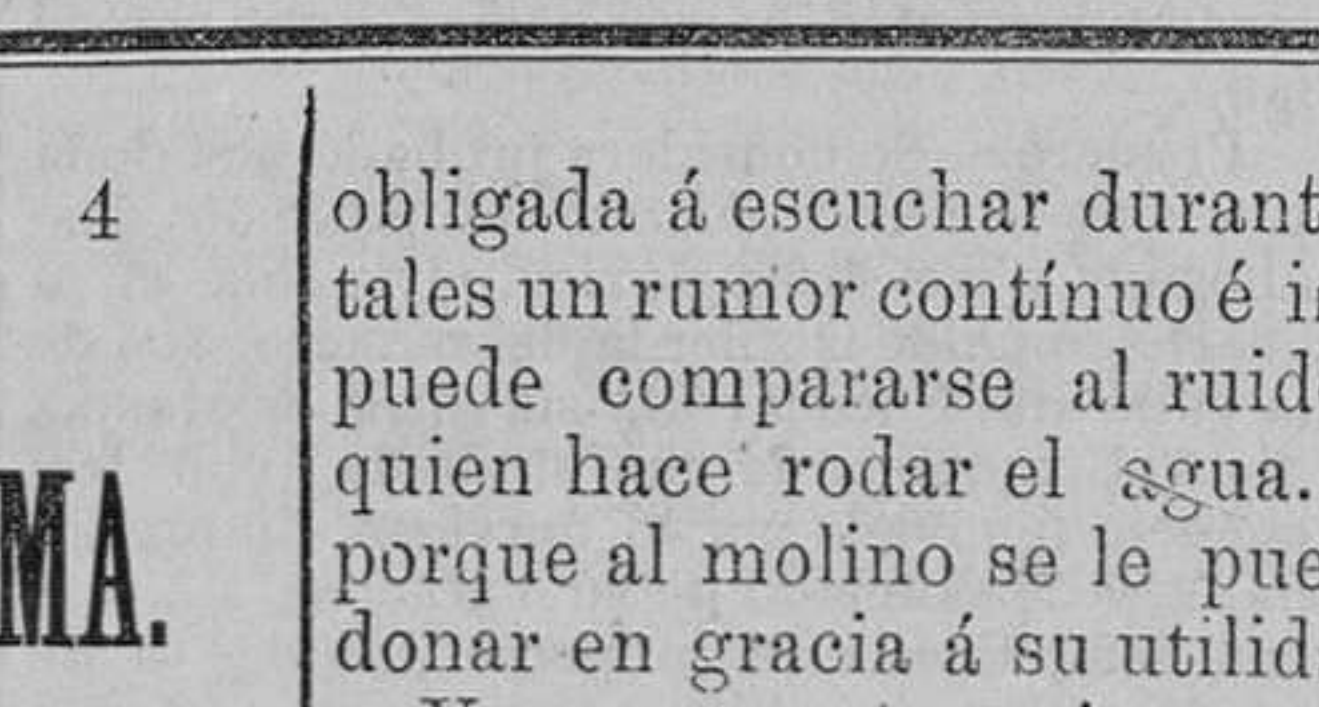 4
MA.
obligada á escuchar durant
tales un rumor contínuo é i
puede compararse al ruid
quien hace rodar el agua.
porque al molino se le pue
donar en gracia á su utilid